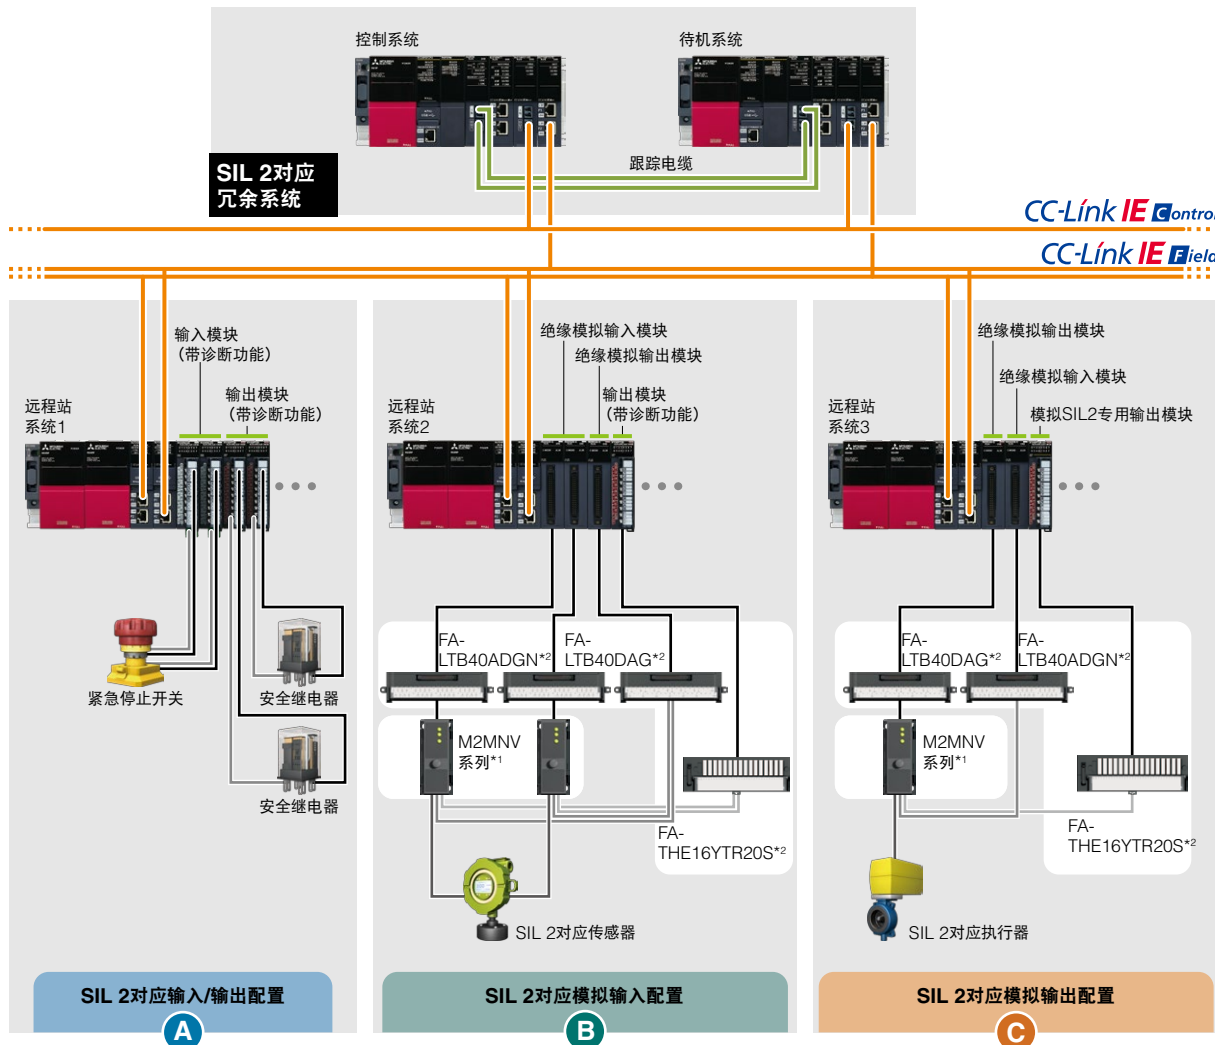 控制系统
待机系统
跟踪电缆
SIL 2对应
冗余系统
CC-Link IE Control
CC-Link IE Field
输入模块
（带诊断功能）
输出模块
（带诊断功能）
远程站
系统1
紧急停止开关
安全继电器
安全继电器
SIL 2对应输入/输出配置
A
绝缘模拟输入模块
绝缘模拟输出模块
输出模块
（带诊断功能）
远程站
系统2
FA-
LTB40ADGN*2
FA-
LTB40DAG*2
M2MNV
系列*1
FA-
THE16YTR20S*2
SIL 2对应传感器
SIL 2对应模拟输入配置
B
绝缘模拟输出模块
绝缘模拟输入模块
模拟SIL2专用输出模块
远程站
系统3
FA-
LTB40DAG*2
FA-
LTB40ADGN*2
M2MNV
系列*1
FA-
THE16YTR20S*2
SIL 2对应执行器
SIL 2对应模拟输出配置
C